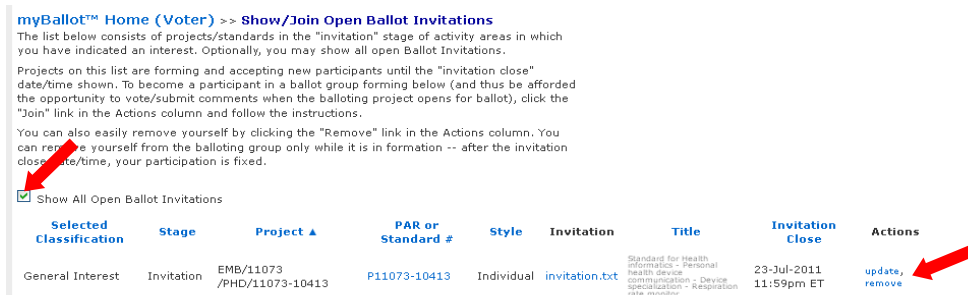 myBallot™ Home (Voter) >> Show/Join Open Ballot Invitations
The list below consists of projects/standards in the "invitation" stage of activity areas in which
you have indicated an interest. Optionally, you may show all open Ballot Invitations.
Projects on this list are forming and accepting new participants until the "invitation close"
date/time shown. To become a participant in a ballot group forming below (and thus be afforded
the opportunity to vote/submit comments when the balloting project opens for ballot), click the
"Join" link in the Actions column and follow the instructions.
You can also easily remove yourself by clicking the "Remove" link in the Actions column. You
can remove yourself from the balloting group only while it is in formation -- after the invitation
close date/time, your participation is fixed.
Show All Open Ballot Invitations
Selected Classification Stage Project ▲ PAR or Standard # Style Invitation Title Invitation Close Actions
General Interest Invitation EMB/11073 /PHD/11073-10413 P11073-10413 Individual invitation.txt Standard for Health informatics - Personal health device communication - Device specialization - Respiration rate monitor 23-Jul-2011 11:59pm ET update, remove